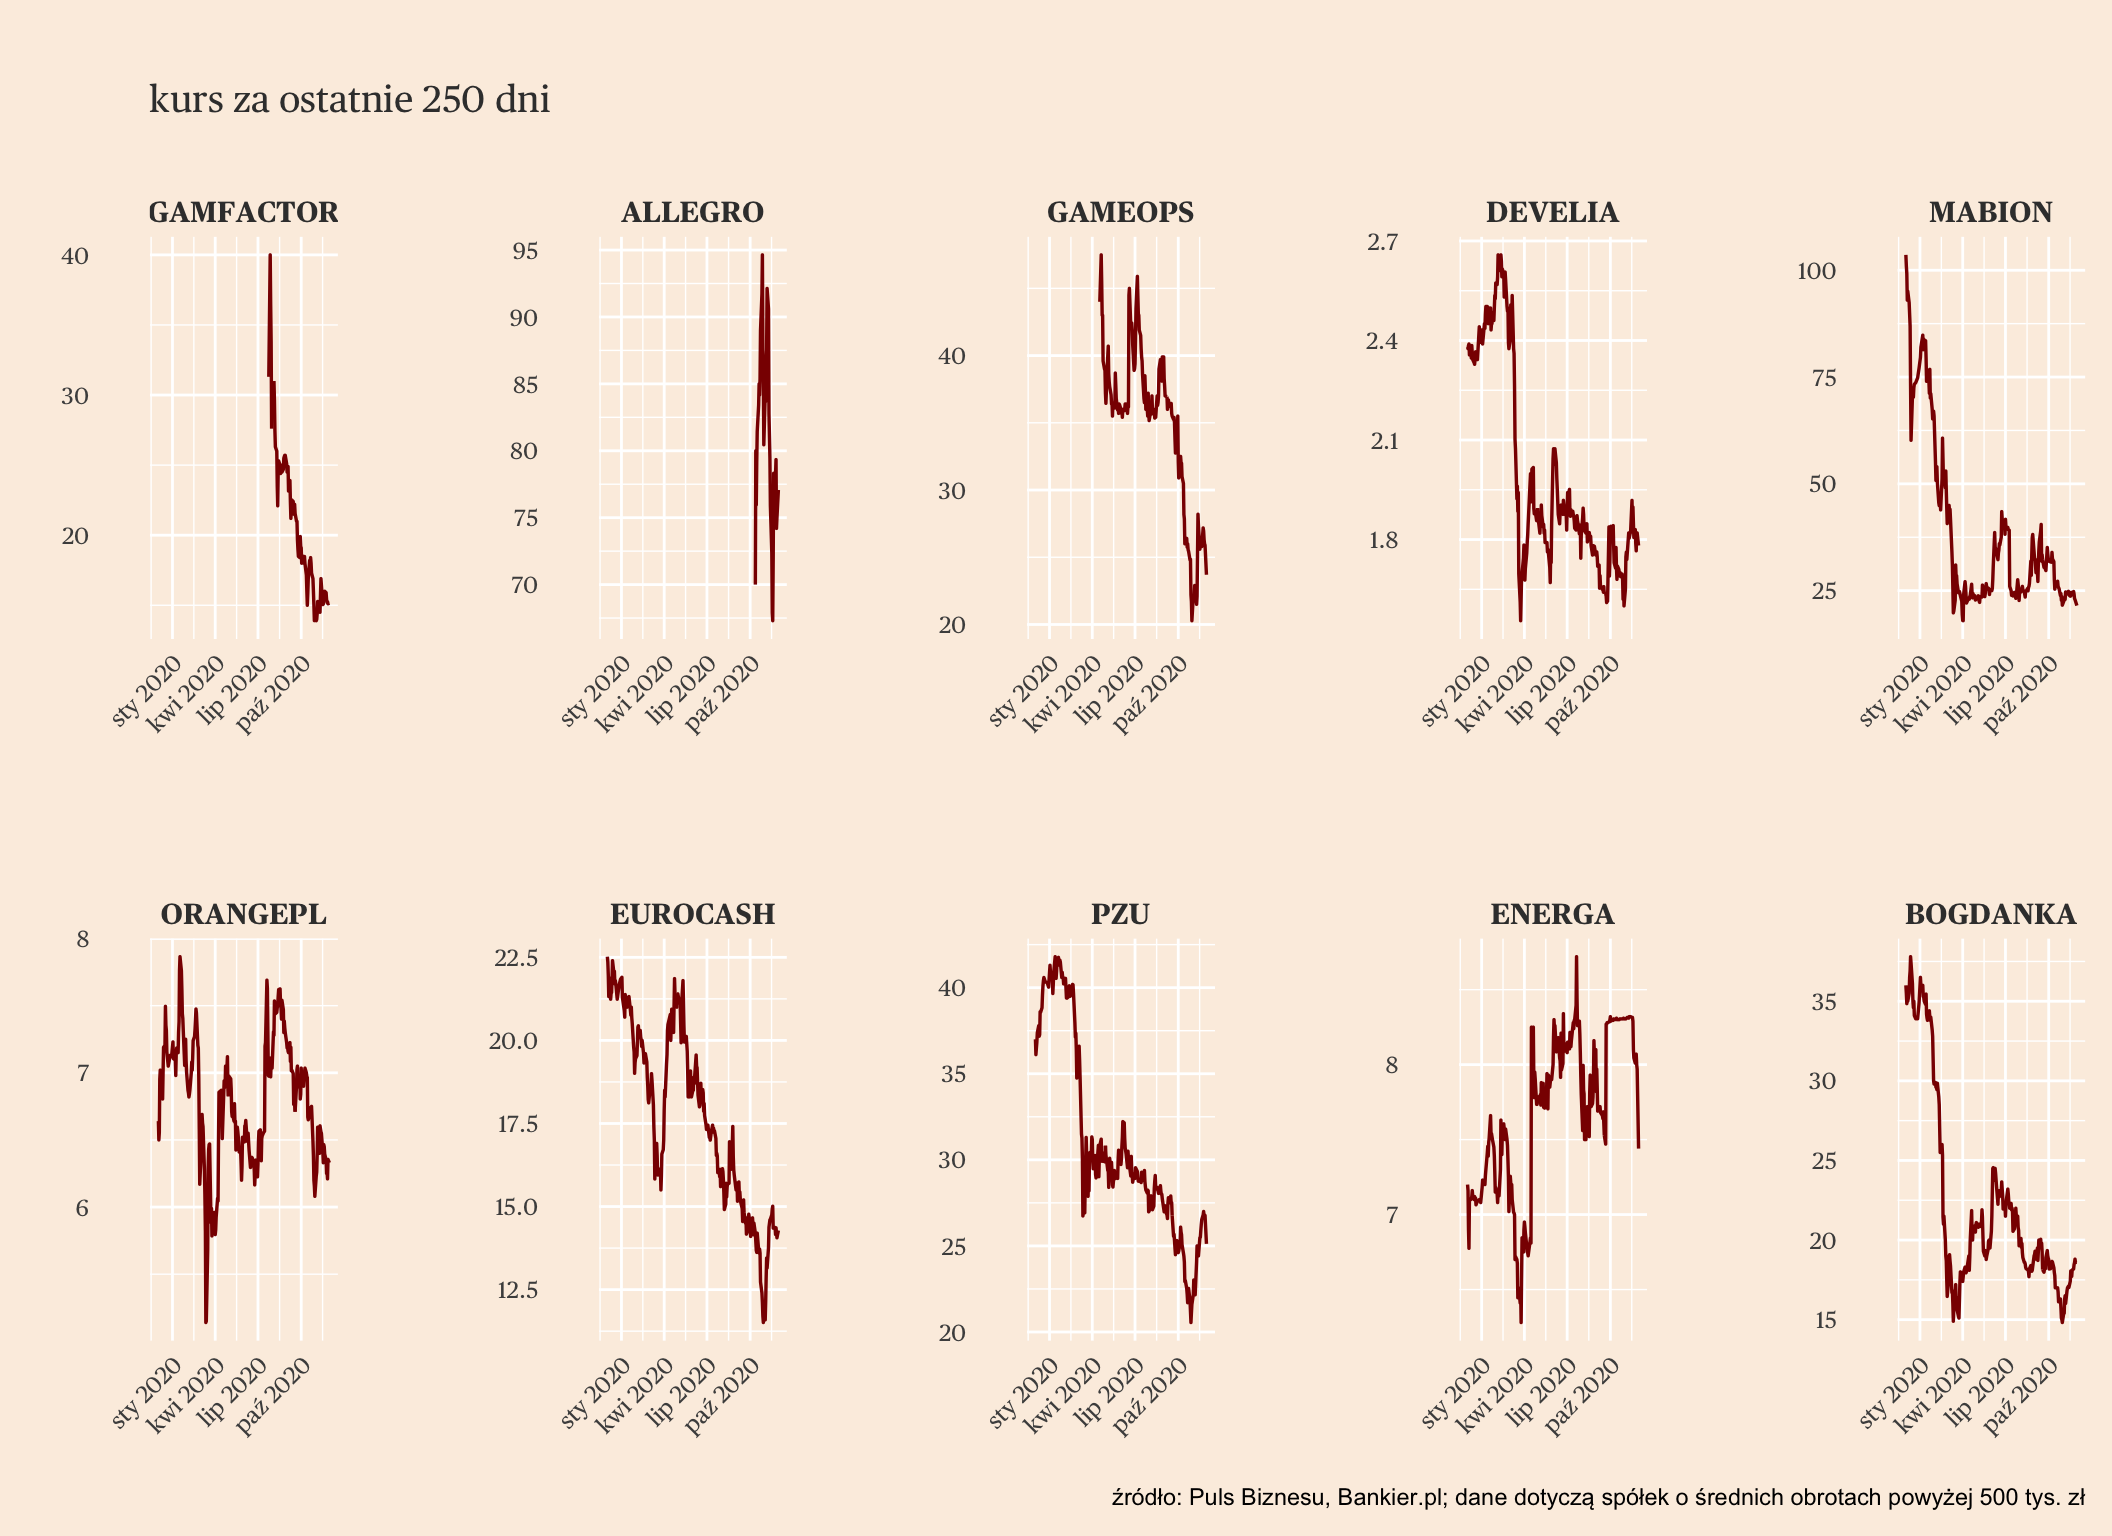 kurs za ostatnie 250 dni
GAMFACTOR
40
30
20
sty 2020
kwi 2020
lip 2020
paź 2020
ALLEGRO
95
90
85
80
75
70
sty 2020
kwi 2020
lip 2020
paź 2020
GAMEOPS
40
30
20
sty 2020
kwi 2020
lip 2020
paź 2020
DEVELIA
2.7
2.4
2.1
1.8
sty 2020
kwi 2020
lip 2020
paź 2020
MABION
100
75
50
25
sty 2020
kwi 2020
lip 2020
paź 2020
ORANGEPL
8
7
6
sty 2020
kwi 2020
lip 2020
paź 2020
EUROCASH
22.5
20.0
17.5
15.0
12.5
sty 2020
kwi 2020
lip 2020
paź 2020
PZU
40
35
30
25
20
sty 2020
kwi 2020
lip 2020
paź 2020
ENERGA
8
7
sty 2020
kwi 2020
lip 2020
paź 2020
BOGDANKA
35
30
25
20
15
sty 2020
kwi 2020
lip 2020
paź 2020
źródło: Puls Biznesu, Bankier.pl; dane dotyczą spółek o średnich obrotach powyżej 500 tys. zł